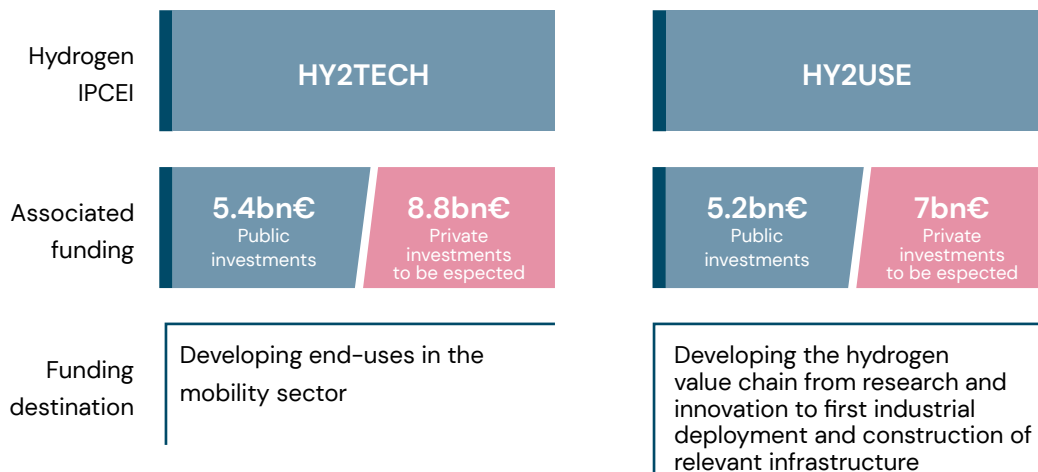 Hydrogen
IPCEI
HY2TECH
HY2USE
Associated
funding
5.4bn€
Public
investments
8.8bn€
Private
investments
to be espected
5.2bn€
Public
investments
7bn€
Private
investments
to be espected
Funding
destination
Developing end-uses in the
mobility sector
Developing the hydrogen
value chain from research and
innovation to first industrial
deployment and construction of
relevant infrastructure